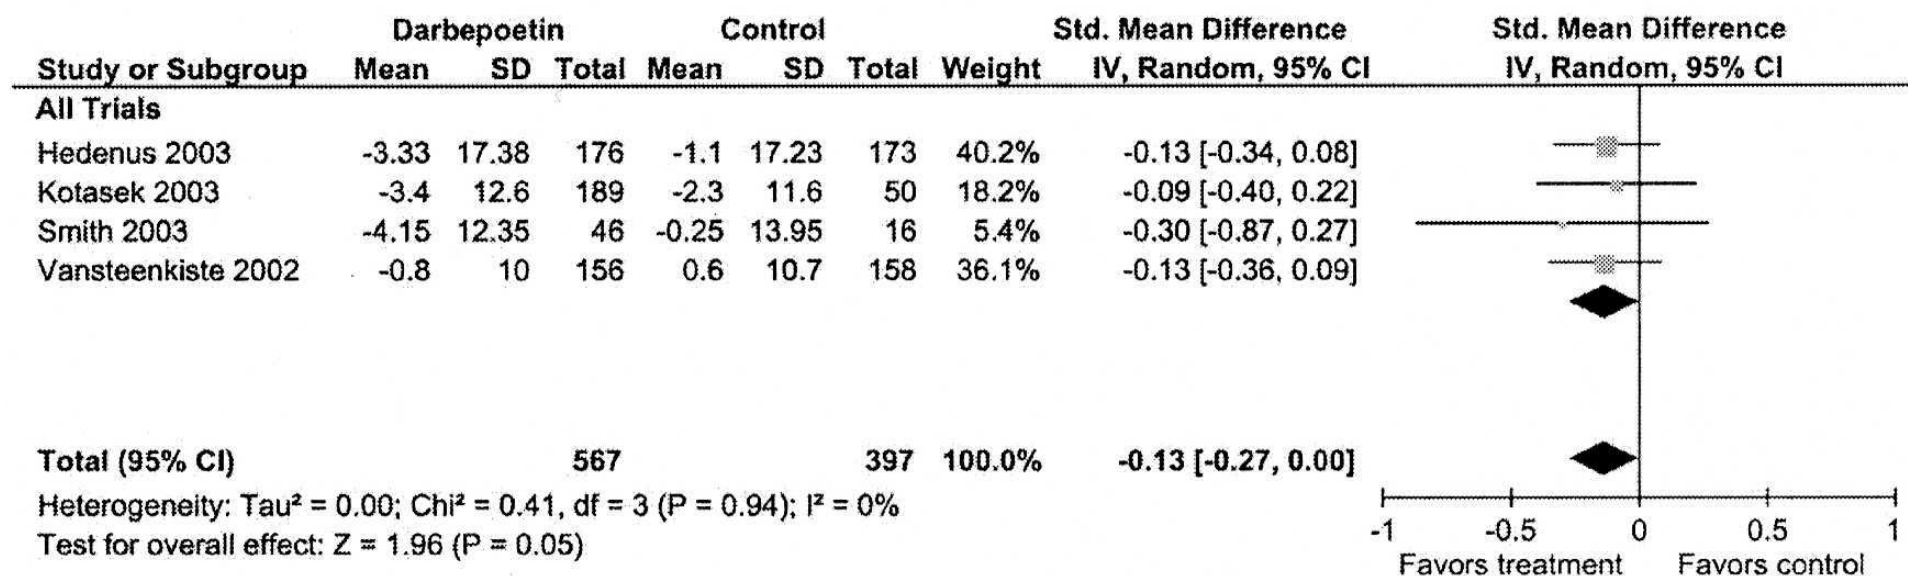 Darbepoetin Control Std. Mean Difference Std. Mean Difference
Study or Subgroup Mean SD Total Mean SD Total Weight IV, Random, 95% CI IV, Random, 95% CI
All Trials
Hedenus 2003 -3.33 17.38 176 -1.1 17.23 173 40.2% -0.13 [-0.34, 0.08]
Kotasek 2003 -3.4 12.6 189 -2.3 11.6 50 18.2% -0.09 [-0.40, 0.22]
Smith 2003 -4.15 12.35 46 -0.25 13.95 16 5.4% -0.30 [-0.87, 0.27]
Vansteenkiste 2002 -0.8 10 156 0.6 10.7 158 36.1% -0.13 [-0.36, 0.09]
Total (95% CI) 567 397 100.0% -0.13 [-0.27, 0.00]
Heterogeneity: Tau² = 0.00; Chi² = 0.41, df = 3 (P = 0.94); I² = 0%
Test for overall effect: Z = 1.96 (P = 0.05)
-1 -0.5 0 0.5 1
Favors treatment Favors control